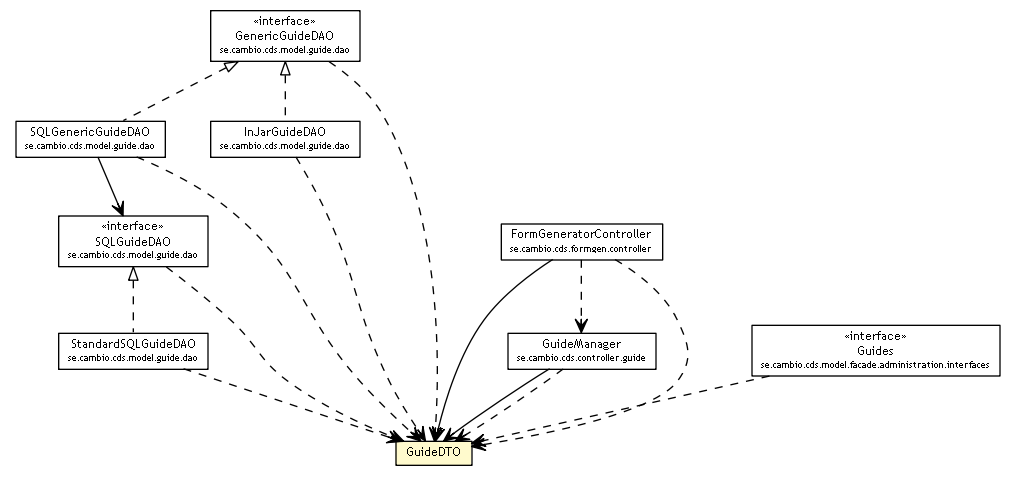 «interface»
GenericGuideDAO
se.cambio.cds.model.guide.dao
SQLGenericGuideDAO
se.cambio.cds.model.guide.dao
InJarGuideDAO
se.cambio.cds.model.guide.dao
«interface»
SQLGuideDAO
se.cambio.cds.model.guide.dao
FormGeneratorController
se.cambio.cds.formgen.controller
StandardSQLGuideDAO
se.cambio.cds.model.guide.dao
GuideManager
se.cambio.cds.controller.guide
«interface»
Guides
se.cambio.cds.model.facade.administration.interfaces
GuideDTO